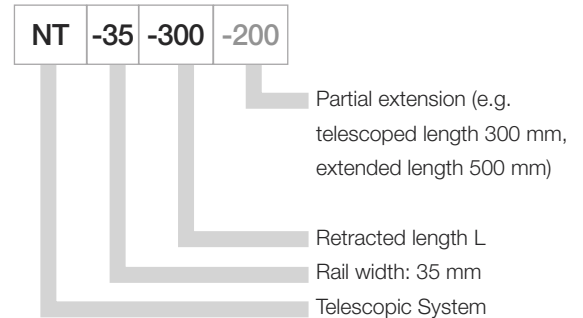 NT -35 -300 -200
Partial extension (e.g.
telescoped length 300 mm,
extended length 500 mm)
Retracted length L
Rail width: 35 mm
Telescopic System